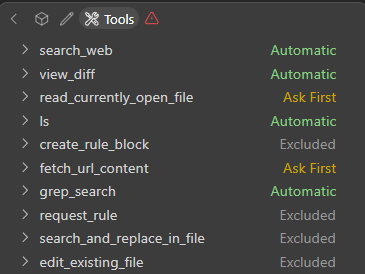 Tools
search_web Automatic
view_diff Automatic
read_currently_open_file Ask First
ls Automatic
create_rule_block Excluded
fetch_url_content Ask First
grep_search Automatic
request_rule Excluded
search_and_replace_in_file Excluded
edit_existing_file Excluded